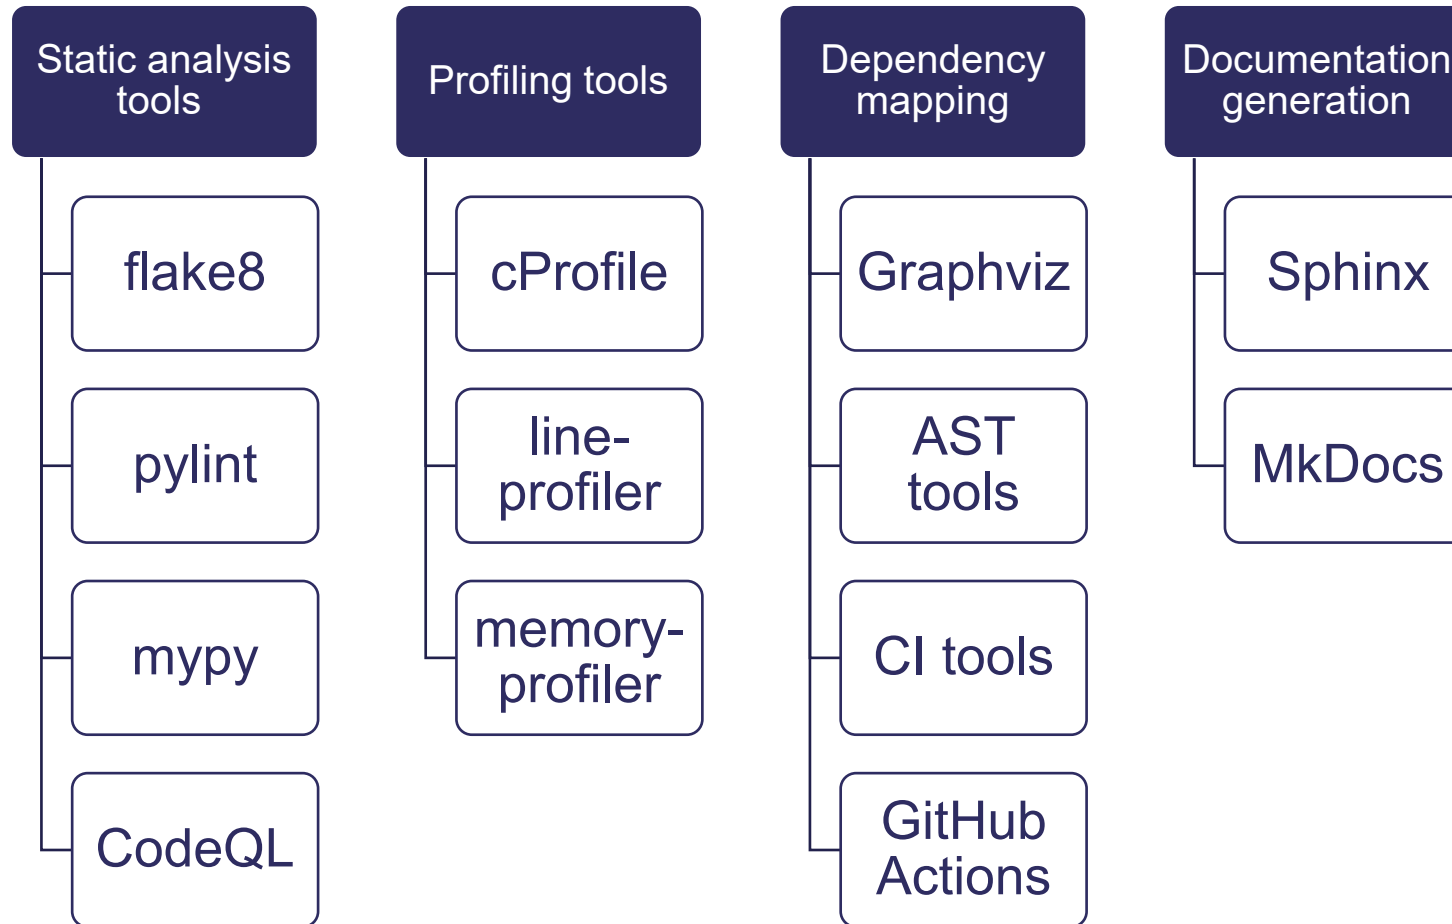 Static analysis
tools
flake8
pylint
mypy
CodeQL
Profiling tools
cProfile
line-
profiler
memory-
profiler
Dependency
mapping
Graphviz
AST
tools
CI tools
GitHub
Actions
Documentation
generation
Sphinx
MkDocs